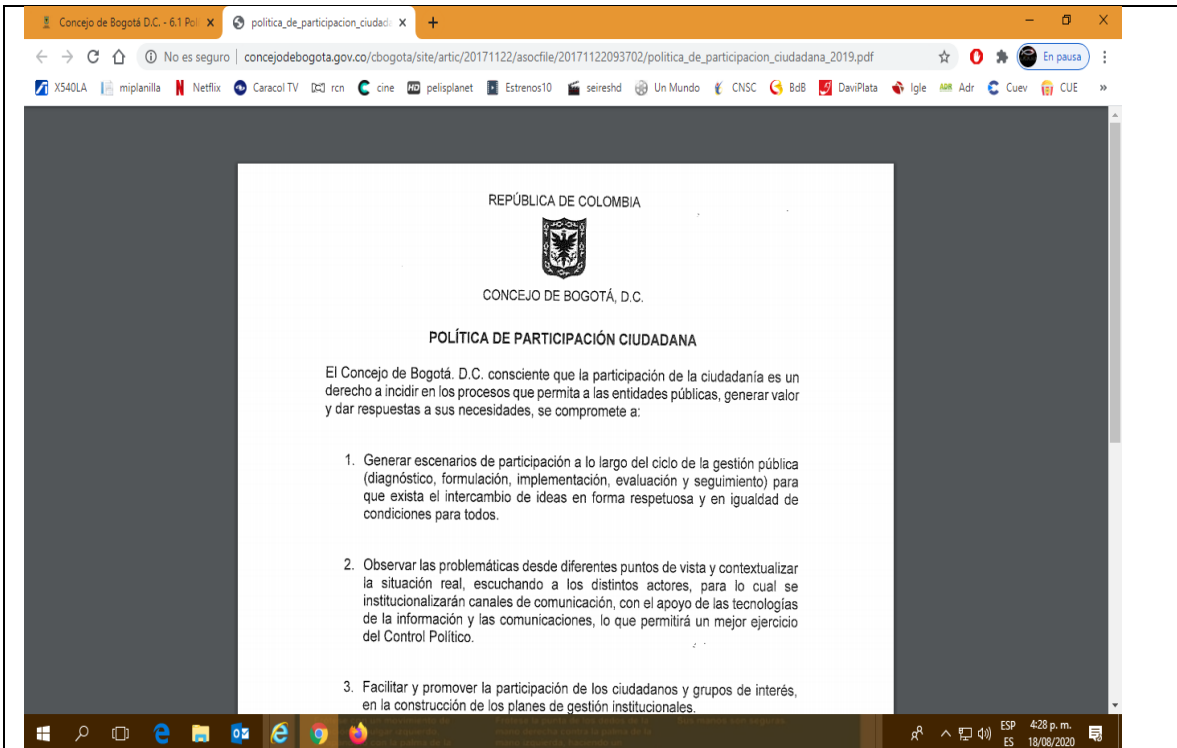 Concejo de Bogotá D.C. - 6.1 Pol
politica_de_participacion_ciudad
No es seguro | concejodebogota.gov.co/cbogota/site/artic/20171122/asocfile/20171122093702/politica_de_participacion_ciudadana_2019.pdf
En pausa
X540LA miplanilla Netflix Caracol TV rcn cine pelisplanet Estrenos10 seireshd Un Mundo CNSC BdB DaviPlata Igle Adr Cuev CUE »
REPÚBLICA DE COLOMBIA
CONCEJO DE BOGOTÁ, D.C.
POLÍTICA DE PARTICIPACIÓN CIUDADANA
El Concejo de Bogotá. D.C. consciente que la participación de la ciudadanía es un
derecho a incidir en los procesos que permita a las entidades públicas, generar valor
y dar respuestas a sus necesidades, se compromete a:
1. Generar escenarios de participación a lo largo del ciclo de la gestión pública
(diagnóstico, formulación, implementación, evaluación y seguimiento) para
que exista el intercambio de ideas en forma respetuosa y en igualdad de
condiciones para todos.
2. Observar las problemáticas desde diferentes puntos de vista y contextualizar
la situación real, escuchando a los distintos actores, para lo cual se
institucionalizarán canales de comunicación, con el apoyo de las tecnologías
de la información y las comunicaciones, lo que permitirá un mejor ejercicio
del Control Político.
3. Facilitar y promover la participación de los ciudadanos y grupos de interés,
en la construcción de los planes de gestión institucionales.
ESP 4:28 p. m.
ES 18/08/2020